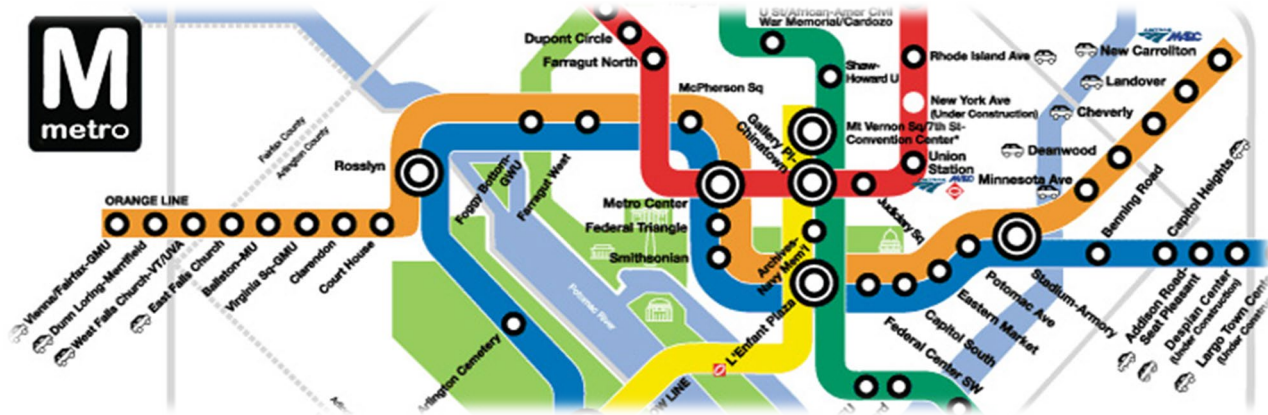 M
metro
U St/African-Amer Civil
War Memorial/Cardozo
Dupont Circle
Farragut North
McPherson Sq
Shaw-
Howard U
Rhode Island Ave
New Carrollton
Landover
Cheverly
New York Ave
(Under Construction)
Gallery Pl-
Chinatown
Mt Vernon Sq/7th St-
Convention Center*
Union
Station
Deanwood
Minnesota Ave
Benning Road
Capitol Heights
Fairfax County
Arlington County
Rosslyn
Foggy Bottom-
GWU
Farragut West
Metro Center
Federal Triangle
Smithsonian
Judiciary Sq
Archives-
Navy Mem'l
ORANGE LINE
Vienna/Fairfax-GMU
Dunn Loring-Merrifield
West Falls Church-VT/UVA
East Falls Church
Ballston-MU
Virginia Sq-GMU
Clarendon
Court House
Potomac River
Arlington Cemetery
L'Enfant Plaza
Federal Center SW
Capitol South
Eastern Market
Potomac Ave
Stadium-Armory
Addison Road-
Seat Pleasant
(Under Construction)
Largo Town
OW LINE